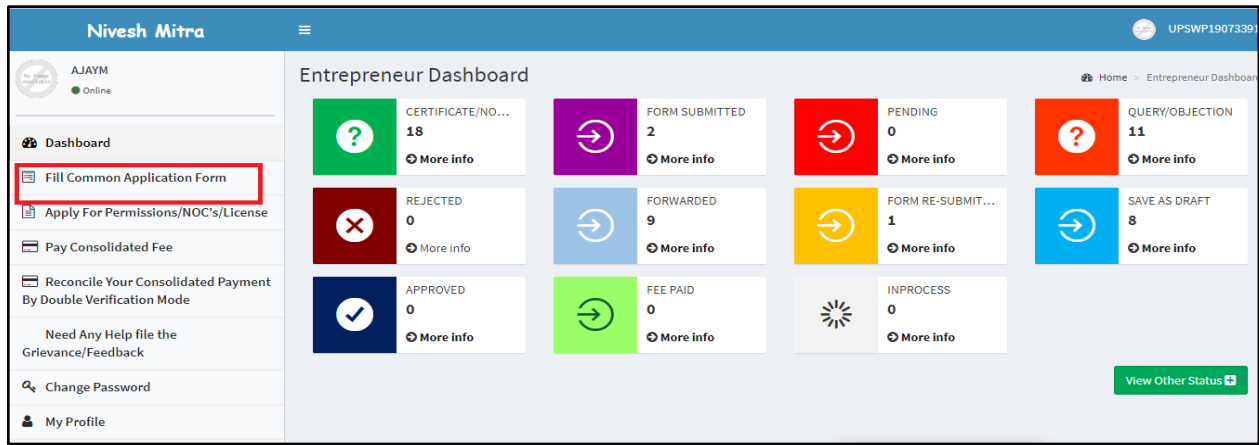 Nivesh Mitra
UPSWP19073391
AJAYM
Online
Dashboard
Fill Common Application Form
Apply For Permissions/NOC's/License
Pay Consolidated Fee
Reconcile Your Consolidated Payment
By Double Verification Mode
Need Any Help file the
Grievance/Feedback
Change Password
My Profile
Entrepreneur Dashboard
Home > Entrepreneur Dashboar
CERTIFICATE/NO...
18
More info
FORM SUBMITTED
2
More info
PENDING
0
More info
QUERY/OBJECTION
11
More info
REJECTED
0
More info
FORWARDED
9
More info
FORM RE-SUBMIT...
1
More info
SAVE AS DRAFT
8
More info
APPROVED
0
More info
FEE PAID
0
More info
INPROCESS
0
More info
View Other Status